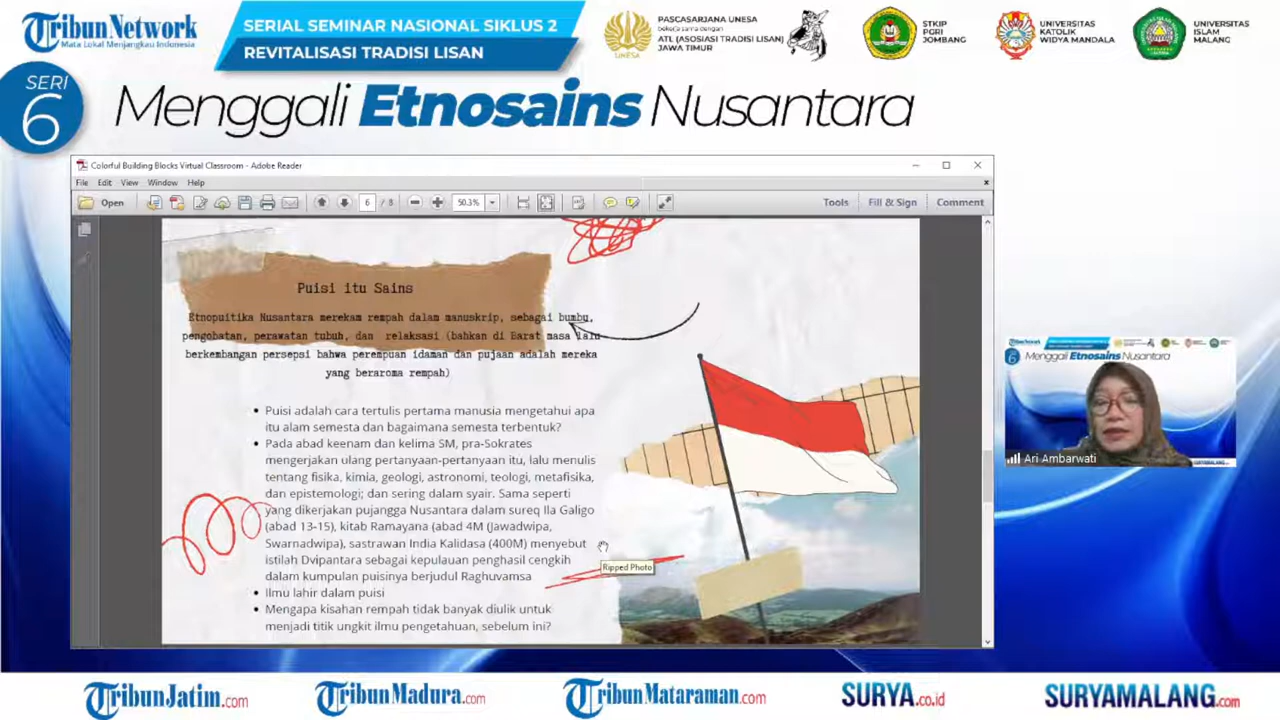 Tribun Network
Mata Lokal Menjangkau Indonesia
SERIAL SEMINAR NASIONAL SIKLUS 2
REVITALISASI TRADISI LISAN
UNESA
PASCASARJANA UNESA
bekerja sama dengan
ATL (ASOSIASI TRADISI LISAN)
JAWA TIMUR
STKIP
PGRI
JOMBANG
UNIVERSITAS
KATOLIK
WIDYA MANDALA
UNIVERSITAS
ISLAM
MALANG
SERI
6
Menggali Etnosains Nusantara
Colorful Building Blocks Virtual Classroom - Adobe Reader
File Edit View Window Help
Open 6 / 8 50.3% Tools Fill & Sign Comment
Puisi itu Sains
Etnopuitika Nusantara merekam rempah dalam manuskrip, sebagai bumbu,
pengobatan, perawatan tubuh, dan relaksasi (bahkan di Barat masa lalu
berkembangan persepsi bahwa perempuan idaman dan pujaan adalah mereka
yang beraroma rempah)
• Puisi adalah cara tertulis pertama manusia mengetahui apa
itu alam semesta dan bagaimana semesta terbentuk?
• Pada abad keenam dan kelima SM, pra-Sokrates
mengerjakan ulang pertanyaan-pertanyaan itu, lalu menulis
tentang fisika, kimia, geologi, astronomi, teologi, metafisika,
dan epistemologi; dan sering dalam syair. Sama seperti
yang dikerjakan pujangga Nusantara dalam sureq Ila Galigo
(abad 13-15), kitab Ramayana (abad 4M (Jawadwipa,
Swarnadwipa), sastrawan India Kalidasa (400M) menyebut
istilah Dvipantara sebagai kepulauan penghasil cengkih
dalam kumpulan puisinya berjudul Raghuvamsa
• Ilmu lahir dalam puisi
• Mengapa kisahan rempah tidak banyak diulik untuk
menjadi titik ungkit ilmu pengetahuan, sebelum ini?
Ripped Photo
6 Menggali Etnosains Nusantara
Ari Ambarwati
SURYAMALANG.com
TribunJatim.com
TribunMadura.com
TribunMataraman.com
SURYA.co.id
SURYAMALANG.com